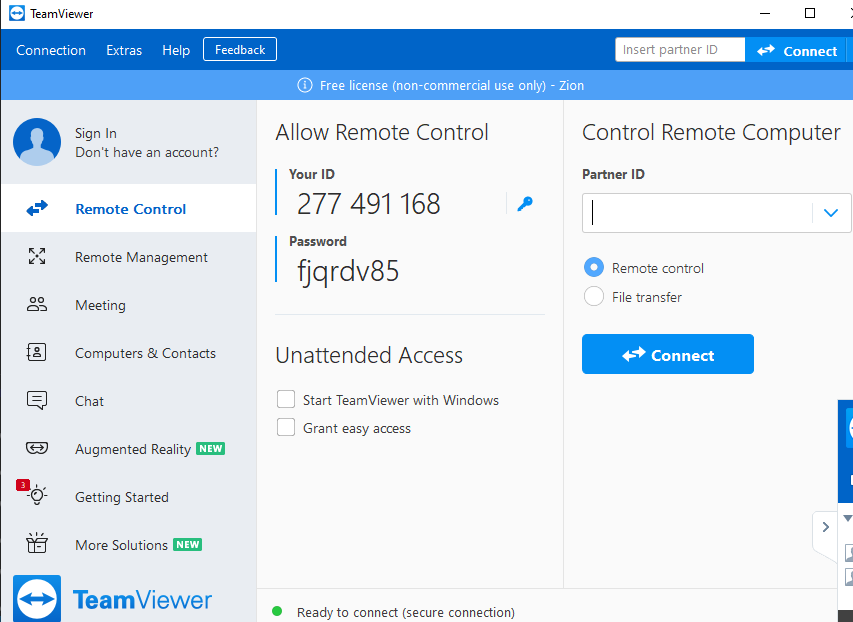 TeamViewer
Connection Extras Help Feedback Insert partner ID Connect
Free license (non-commercial use only) - Zion
Sign In
Don't have an account?
Remote Control
Remote Management
Meeting
Computers & Contacts
Chat
Augmented Reality NEW
3
Getting Started
More Solutions NEW
TeamViewer
Allow Remote Control
Your ID
277 491 168
Password
fjqrdv85
Unattended Access
Start TeamViewer with Windows
Grant easy access
Control Remote Computer
Partner ID
Remote control
File transfer
Connect
Ready to connect (secure connection)